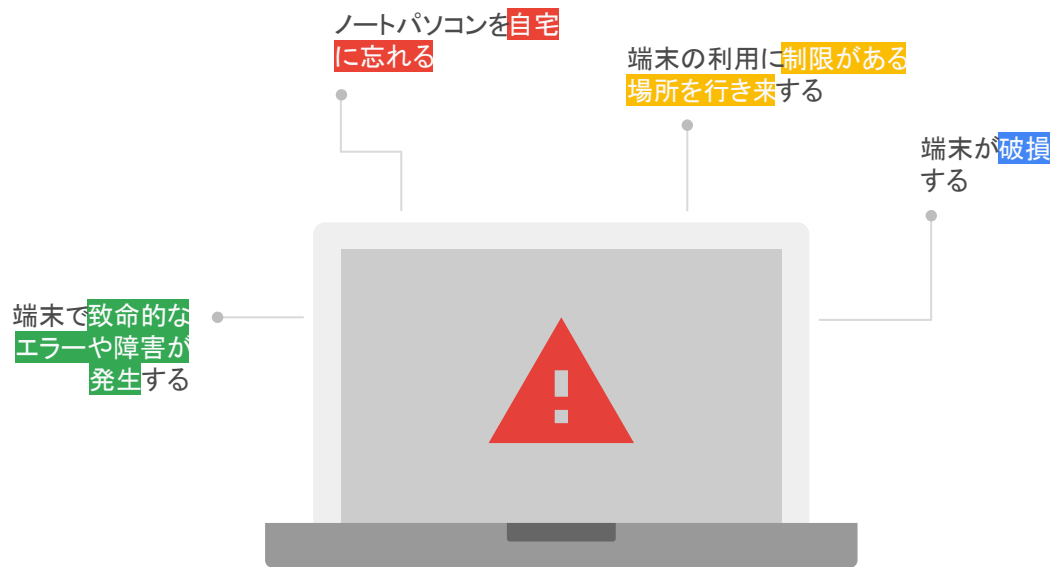 ノートパソコンを自宅
に忘れる
端末の利用に制限がある
場所を行き来する
端末が破損
する
端末で致命的な
エラーや障害が
発生する